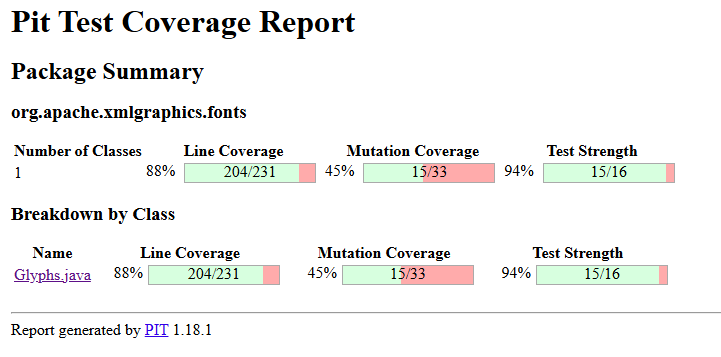 Pit Test Coverage Report
Package Summary
org.apache.xmlgraphics.fonts
Number of Classes Line Coverage Mutation Coverage Test Strength
1 88% 204/231 45% 15/33 94% 15/16
Breakdown by Class
Name Line Coverage Mutation Coverage Test Strength
Glyphs.java 88% 204/231 45% 15/33 94% 15/16
Report generated by PIT 1.18.1